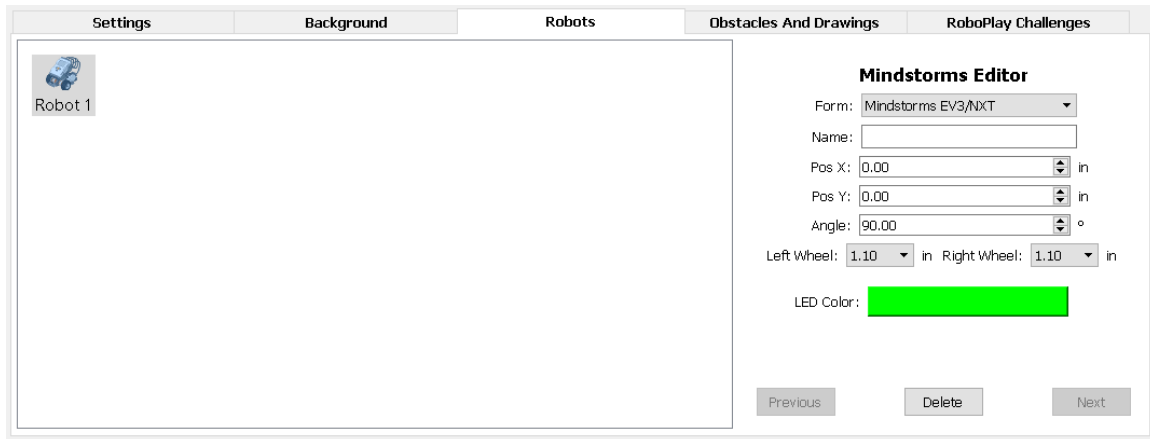 Settings
Background
Robots
Obstacles And Drawings
RoboPlay Challenges
Robot 1
Mindstorms Editor
Form: Mindstorms EV3/NXT
Name:
Pos X: 0.00 in
Pos Y: 0.00 in
Angle: 90.00 °
Left Wheel: 1.10 in Right Wheel: 1.10 in
LED Color:
Previous
Delete
Next